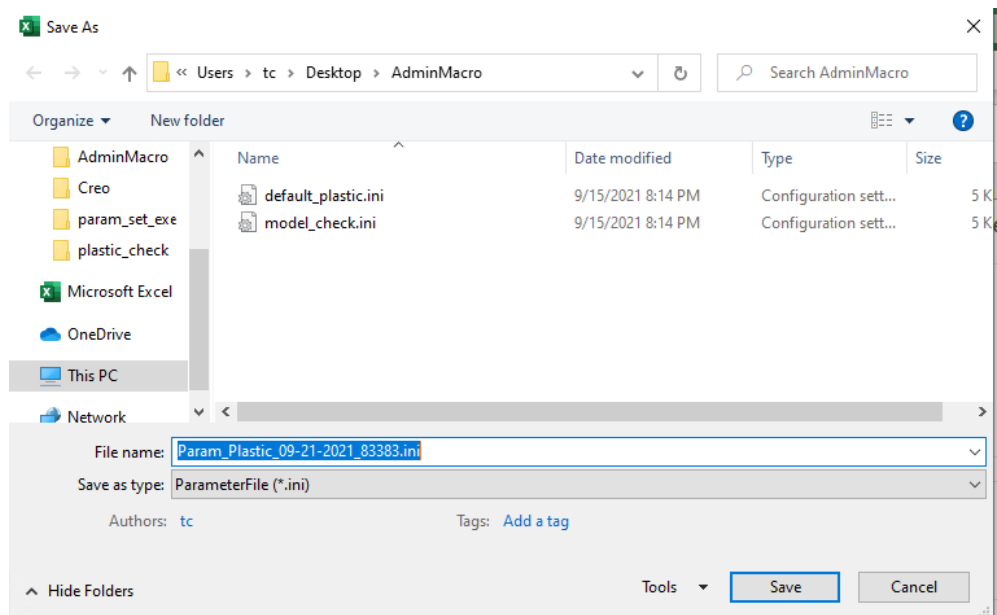 Save As
« Users > tc > Desktop > AdminMacro
Search AdminMacro
Organize
New folder
AdminMacro
Creo
param_set_exe
plastic_check
Microsoft Excel
OneDrive
This PC
Network
Name Date modified Type Size
default_plastic.ini 9/15/2021 8:14 PM Configuration sett... 5 K
model_check.ini 9/15/2021 8:14 PM Configuration sett... 5 K
File name: Param_Plastic_09-21-2021_83383.ini
Save as type: ParameterFile (*.ini)
Authors: tc Tags: Add a tag
Hide Folders Tools Save Cancel